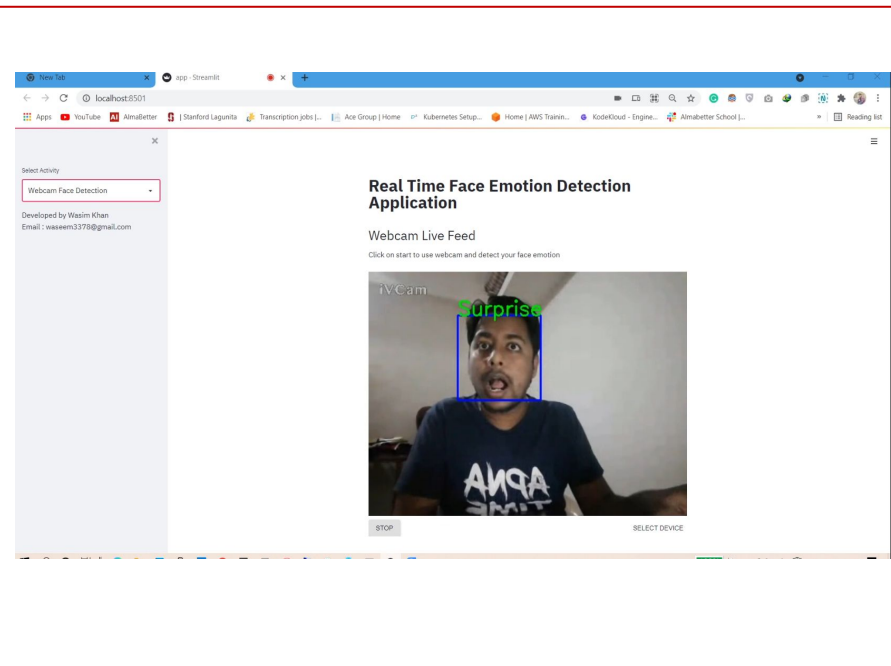 New Tab
app · Streamlit
localhost:8501
Apps YouTube AlmaBetter | Stanford Lagunita Transcription jobs |... Ace Group | Home Kubernetes Setup... Home | AWS Trainin... KodeKloud - Engine... Almabetter School |... » Reading list
Select Activity
Webcam Face Detection
Developed by Wasim Khan
Email : waseem3378@gmail.com
Real Time Face Emotion Detection
Application
Webcam Live Feed
Click on start to use webcam and detect your face emotion
iVCam
Surprise
APNA
TIME
STOP
SELECT DEVICE